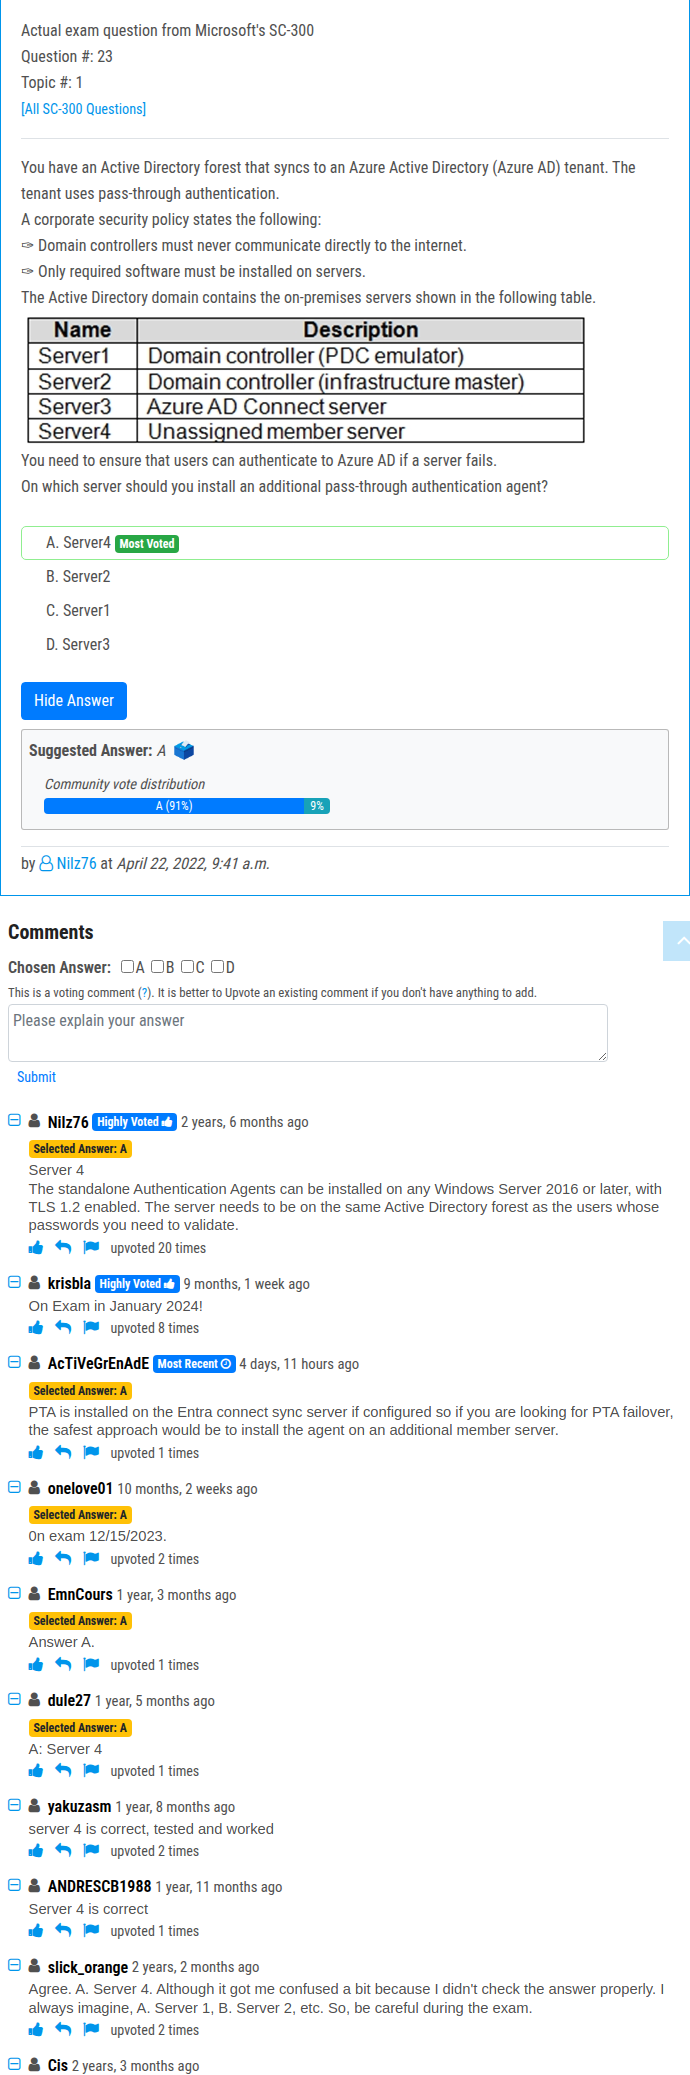 Actual exam question from Microsoft's SC-300
Question #: 23
Topic #: 1
[All SC-300 Questions]
You have an Active Directory forest that syncs to an Azure Active Directory (Azure AD) tenant. The
tenant uses pass-through authentication.
A corporate security policy states the following:
✑ Domain controllers must never communicate directly to the internet.
✑ Only required software must be installed on servers.
The Active Directory domain contains the on-premises servers shown in the following table.
Name Description
Server1 Domain controller (PDC emulator)
Server2 Domain controller (infrastructure master)
Server3 Azure AD Connect server
Server4 Unassigned member server
You need to ensure that users can authenticate to Azure AD if a server fails.
On which server should you install an additional pass-through authentication agent?
A. Server4 Most Voted
B. Server2
C. Server1
D. Server3
Hide Answer
Suggested Answer: A
Community vote distribution
A (91%) 9%
by Nilz76 at April 22, 2022, 9:41 a.m.
Comments
Chosen Answer: A B C D
This is a voting comment (?). It is better to Upvote an existing comment if you don't have anything to add.
Please explain your answer
Submit
Nilz76 Highly Voted 2 years, 6 months ago
Selected Answer: A
Server 4
The standalone Authentication Agents can be installed on any Windows Server 2016 or later, with
TLS 1.2 enabled. The server needs to be on the same Active Directory forest as the users whose
passwords you need to validate.
upvoted 20 times
krisbla Highly Voted 9 months, 1 week ago
On Exam in January 2024!
upvoted 8 times
AcTiVeGrEnAdE Most Recent 4 days, 11 hours ago
Selected Answer: A
PTA is installed on the Entra connect sync server if configured so if you are looking for PTA failover,
the safest approach would be to install the agent on an additional member server.
upvoted 1 times
onelove01 10 months, 2 weeks ago
Selected Answer: A
0n exam 12/15/2023.
upvoted 2 times
EmnCours 1 year, 3 months ago
Selected Answer: A
Answer A.
upvoted 1 times
dule27 1 year, 5 months ago
Selected Answer: A
A: Server 4
upvoted 1 times
yakuzasm 1 year, 8 months ago
server 4 is correct, tested and worked
upvoted 2 times
ANDRESCB1988 1 year, 11 months ago
Server 4 is correct
upvoted 1 times
slick_orange 2 years, 2 months ago
Agree. A. Server 4. Although it got me confused a bit because I didn't check the answer properly. I
always imagine, A. Server 1, B. Server 2, etc. So, be careful during the exam.
upvoted 2 times
Cis 2 years, 3 months ago